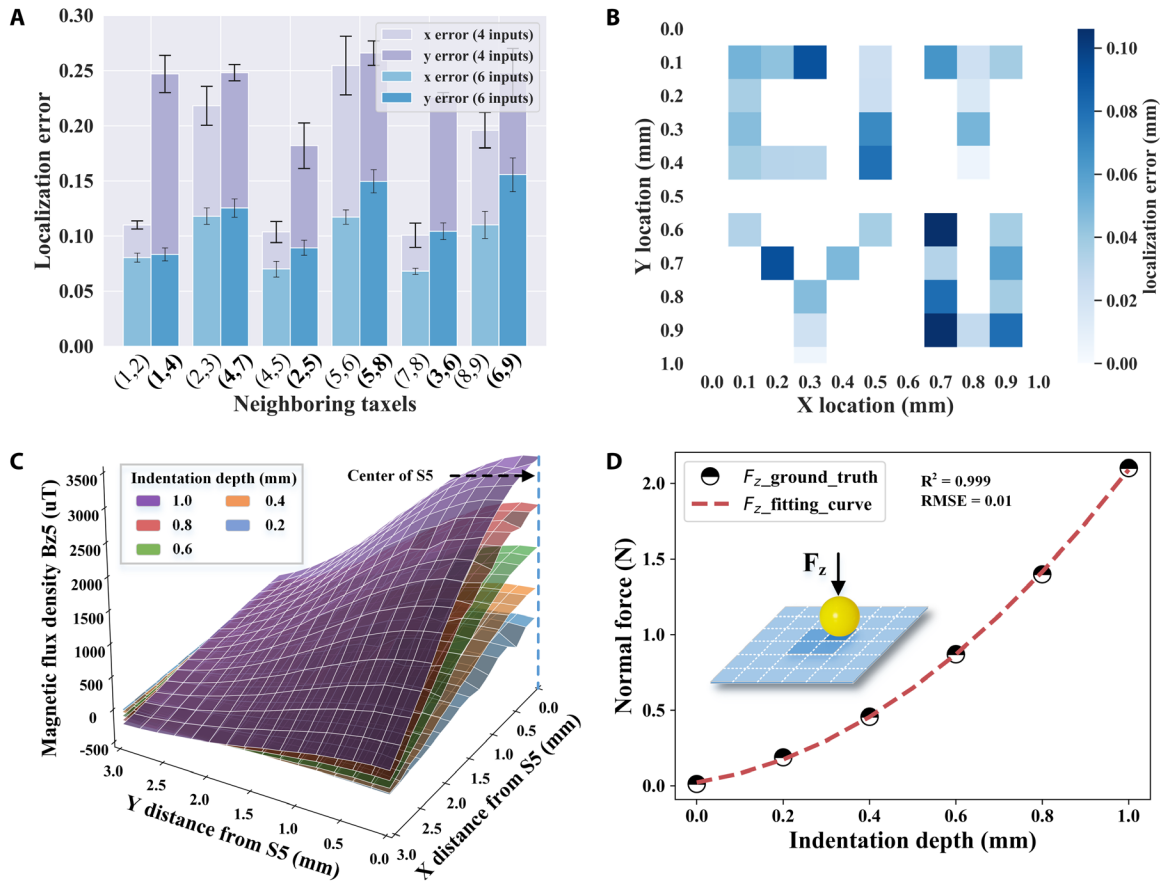 A
0.30
0.25
0.20
0.15
0.10
0.05
0.00
Localization error
x error (4 inputs)
y error (4 inputs)
x error (6 inputs)
y error (6 inputs)
(1,2)
(1,4)
(2,3)
(4,7)
(4,5)
(2,5)
(5,6)
(5,8)
(7,8)
(3,6)
(8,9)
(6,9)
Neighboring taxels
B
0.0
0.1
0.2
0.3
0.4
0.5
0.6
0.7
0.8
0.9
1.0
Y location (mm)
0.0 0.1 0.2 0.3 0.4 0.5 0.6 0.7 0.8 0.9 1.0
X location (mm)
0.10
0.08
0.06
0.04
0.02
0.00
localization error (mm)
C
Indentation depth (mm)
1.0 0.4
0.8 0.2
0.6
Center of S5
3500
3000
2500
2000
1500
1000
500
0
-500
Magnetic flux density Bz5 (uT)
3.0 2.5 2.0 1.5 1.0 0.5 0.0
Y distance from S5 (mm)
0.0
0.5
1.0
1.5
2.0
2.5
3.0
X distance from S5 (mm)
D
Fz_ground_truth
Fz_fitting_curve
R² = 0.999
RMSE = 0.01
Fz
2.0
1.5
1.0
0.5
0.0
Normal force (N)
0.0 0.2 0.4 0.6 0.8 1.0
Indentation depth (mm)